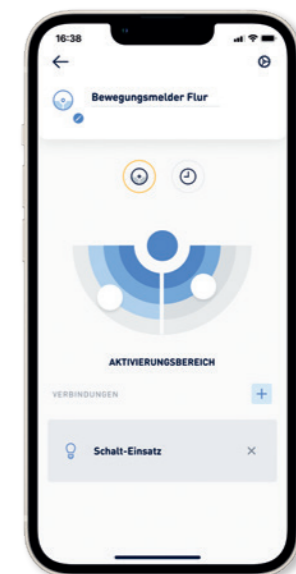 16:38
Bewegungsmelder Flur
AKTIVIERUNGSBEREICH
VERBINDUNGEN
Schalt-Einsatz